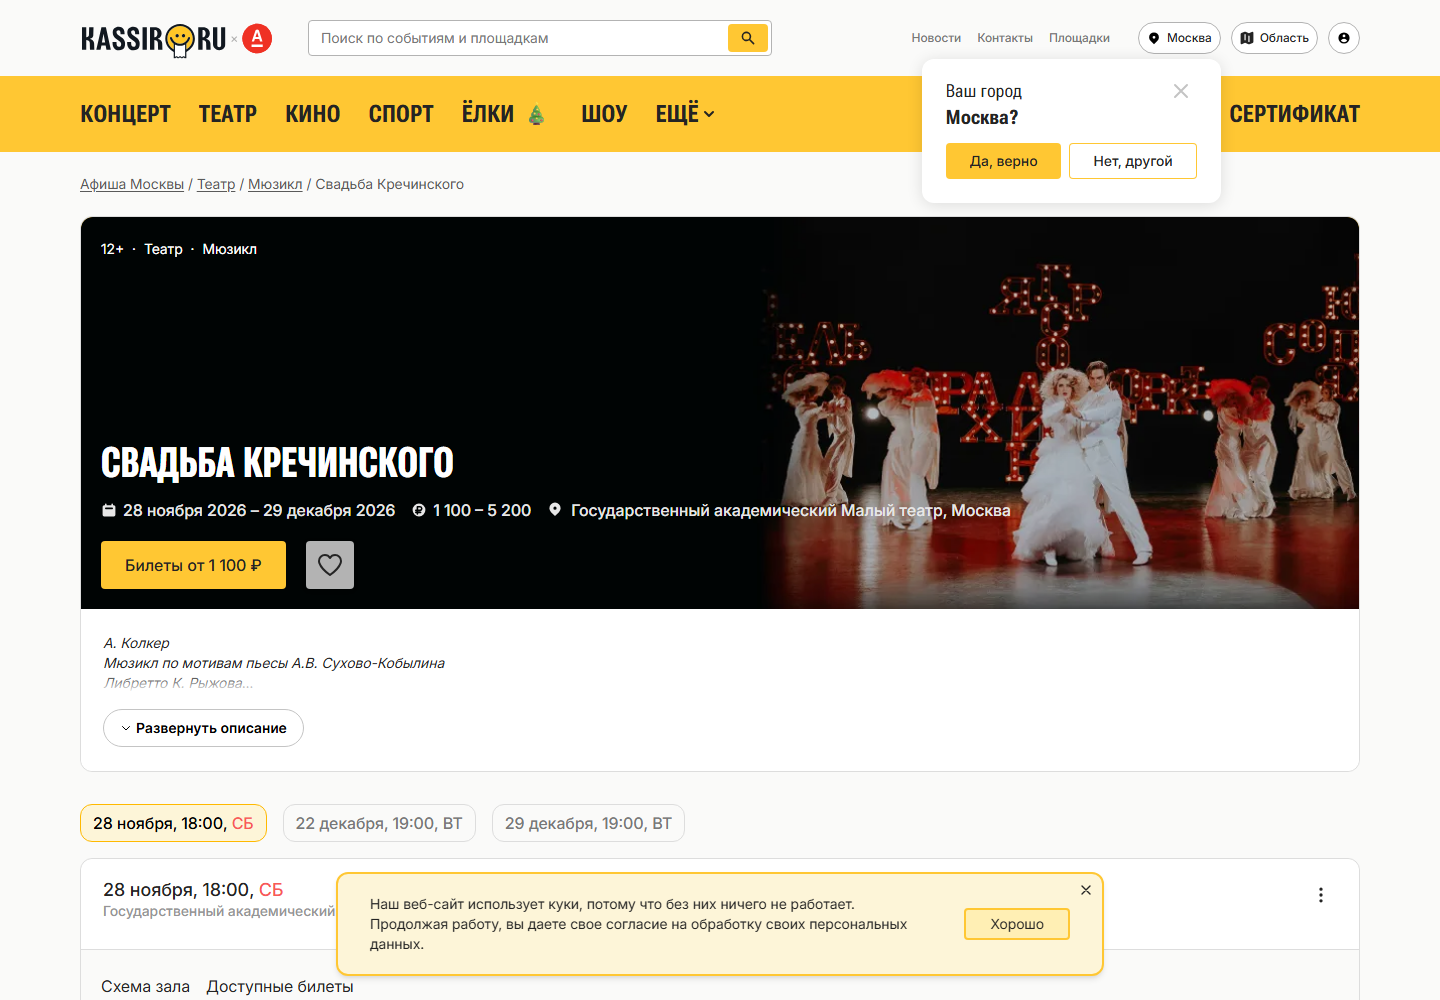 KASSIR RU × А
Поиск по событиям и площадкам
Новости Контакты Площадки Москва Область
КОНЦЕРТ ТЕАТР КИНО СПОРТ ЁЛКИ ШОУ ЕЩЁ СЕРТИФИКАТ
Ваш город
Москва?
Да, верно Нет, другой
Афиша Москвы / Театр / Мюзикл / Свадьба Кречинского
12+ · Театр · Мюзикл
СВАДЬБА КРЕЧИНСКОГО
28 ноября 2026 – 29 декабря 2026 1 100 – 5 200 Государственный академический Малый театр, Москва
Билеты от 1 100 ₽
А. Колкер
Мюзикл по мотивам пьесы А.В. Сухово-Кобылина
Либретто К. Рыжова...
Развернуть описание
28 ноября, 18:00, СБ 22 декабря, 19:00, ВТ 29 декабря, 19:00, ВТ
28 ноября, 18:00, СБ
Государственный академический
Наш веб-сайт использует куки, потому что без них ничего не работает.
Продолжая работу, вы даете свое согласие на обработку своих персональных
данных.
Хорошо
Схема зала Доступные билеты